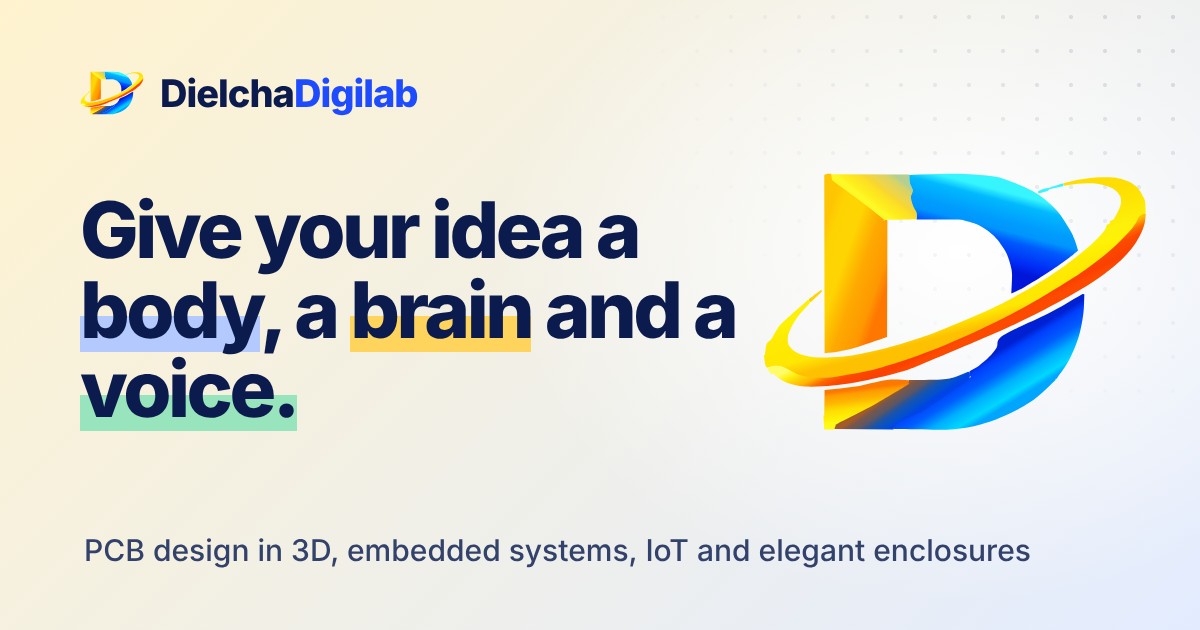 DielchaDigilab
Give your idea a
body, a brain and a
voice.
PCB design in 3D, embedded systems, IoT and elegant enclosures